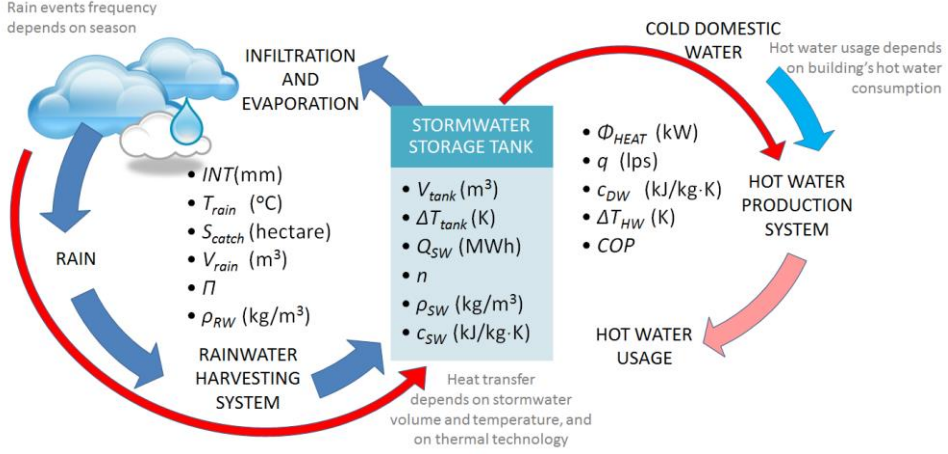 Rain events frequency
depends on season
INFILTRATION
AND
EVAPORATION
COLD DOMESTIC
WATER
Hot water usage depends
on building's hot water
consumption
STORMWATER
STORAGE TANK
• INT(mm)
• T_rain (°C)
• S_catch (hectare)
• V_rain (m³)
• Π
• ρ_RW (kg/m³)
• V_tank (m³)
• ΔT_tank (K)
• Q_SW (MWh)
• n
• ρ_SW (kg/m³)
• c_SW (kJ/kg·K)
• Φ_HEAT (kW)
• q (lps)
• c_DW (kJ/kg·K)
• ΔT_HW (K)
• COP
HOT WATER
PRODUCTION
SYSTEM
RAIN
RAINWATER
HARVESTING
SYSTEM
HOT WATER
USAGE
Heat transfer
depends on stormwater
volume and temperature, and
on thermal technology